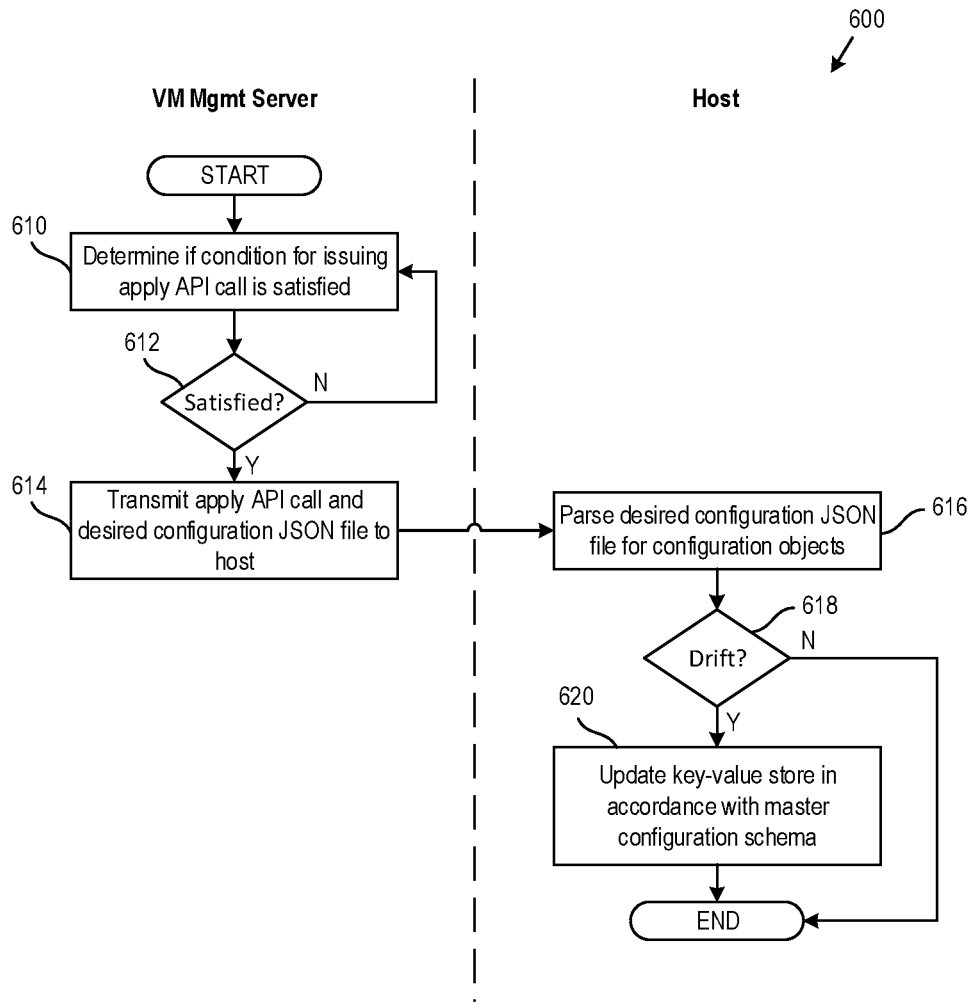 600
VM Mgmt Server
Host
START
610
Determine if condition for issuing
apply API call is satisfied
612
Satisfied?
N
Y
614
Transmit apply API call and
desired configuration JSON file to
host
Parse desired configuration JSON
file for configuration objects
616
618
Drift?
N
Y
620
Update key-value store in
accordance with master
configuration schema
END